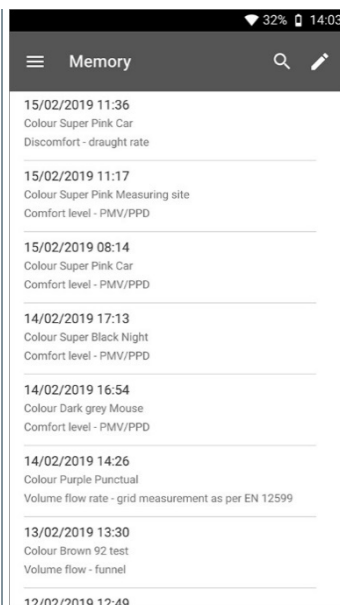 32% 14:03
Memory
15/02/2019 11:36
Colour Super Pink Car
Discomfort - draught rate
15/02/2019 11:17
Colour Super Pink Measuring site
Comfort level - PMV/PPD
15/02/2019 08:14
Colour Super Pink Car
Comfort level - PMV/PPD
14/02/2019 17:13
Colour Super Black Night
Comfort level - PMV/PPD
14/02/2019 16:54
Colour Dark grey Mouse
Comfort level - PMV/PPD
14/02/2019 14:26
Colour Purple Punctual
Volume flow rate - grid measurement as per EN 12599
13/02/2019 13:30
Colour Brown 92 test
Volume flow - funnel
12/02/2019 12:49